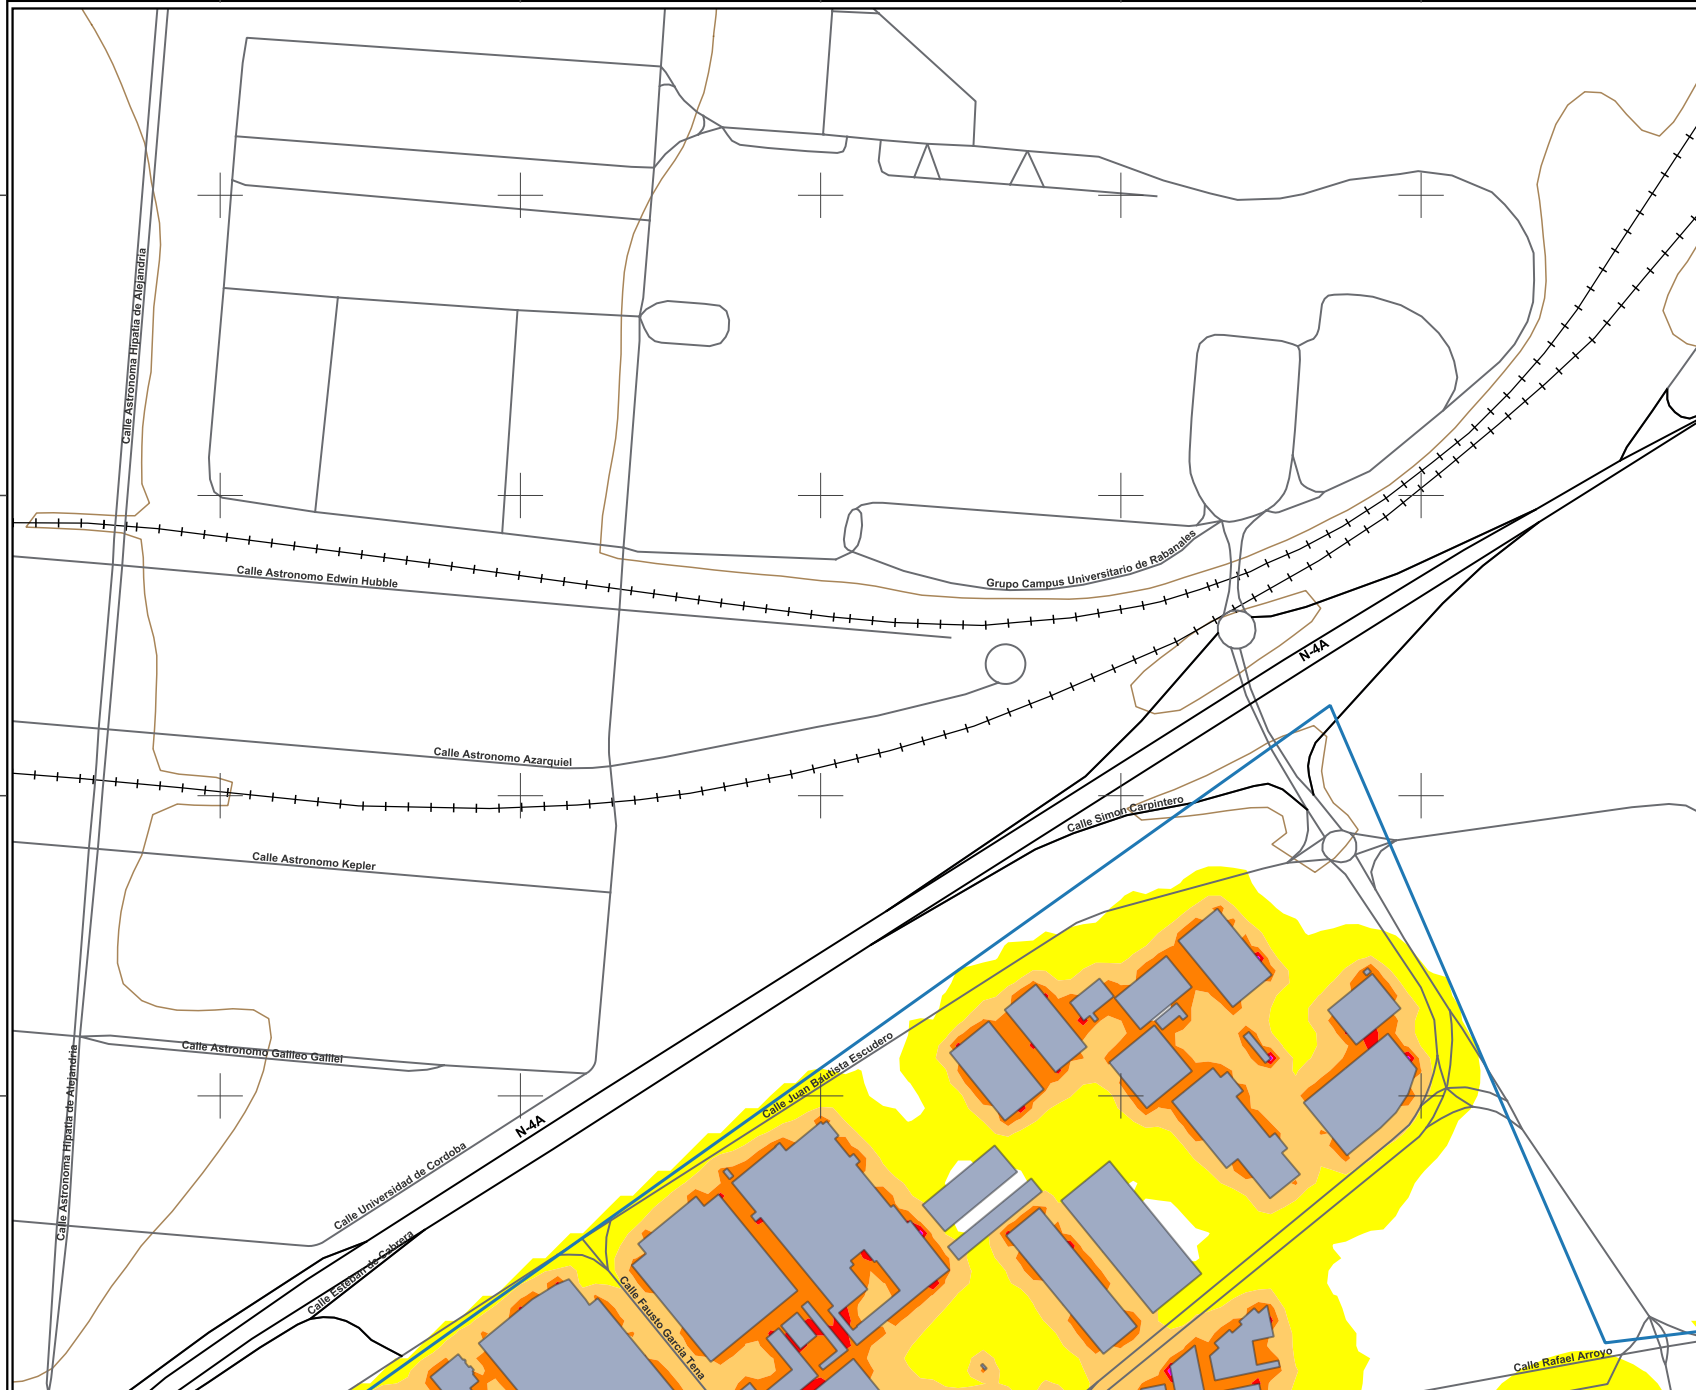 Calle Astronoma Hipatia de Alejandria
Grupo Campus Universitario de Rabanales
Calle Astronomo Edwin Hubble
N-4A
Calle Astronomo Azarquiel
Calle Simon Carpintero
Calle Astronomo Kepler
Calle Juan Bautista Escudero
Calle Astronomo Galileo Galilei
Calle Astronoma Hipatia de Alejandria
N-4A
Calle Universidad de Cordoba
Calle Esteban de Cabrera
Calle Fausto Garcia Tena
Calle Rafael Arroyo